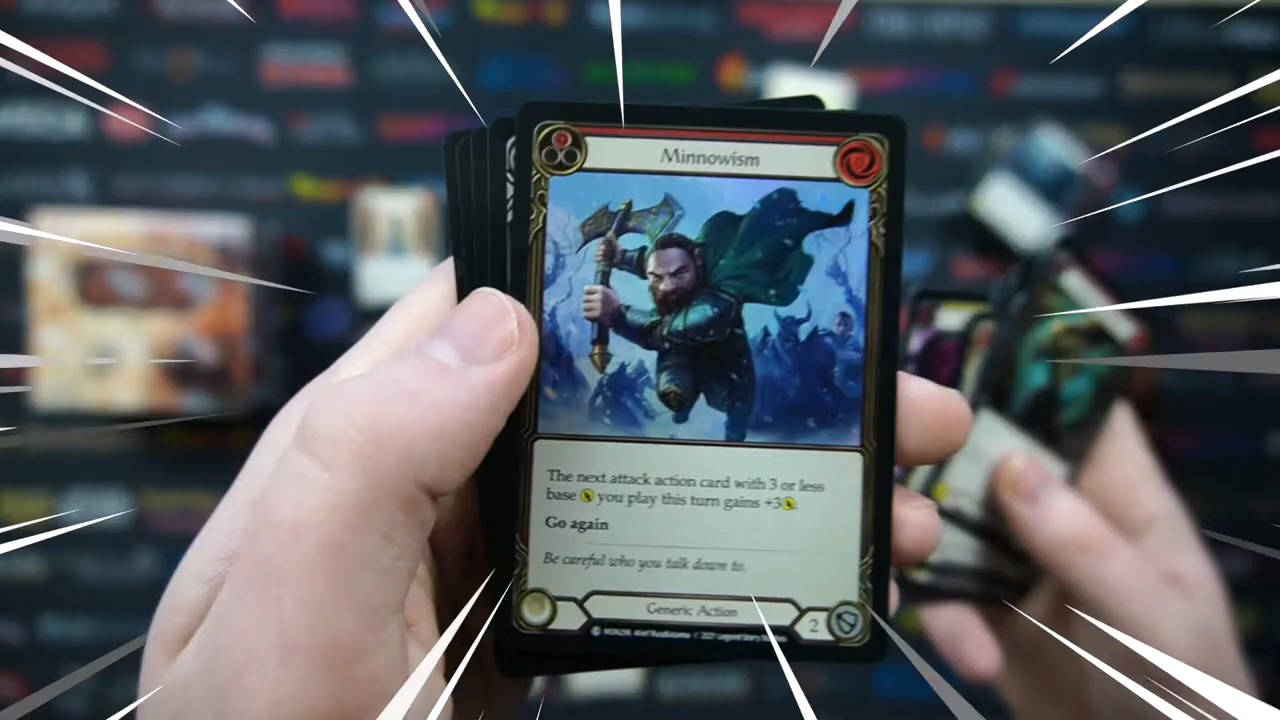 Minnowism
The next attack action card with 3 or less
base you play this turn gains +3.
Go again
Be careful who you talk down to.
Generic Action
2